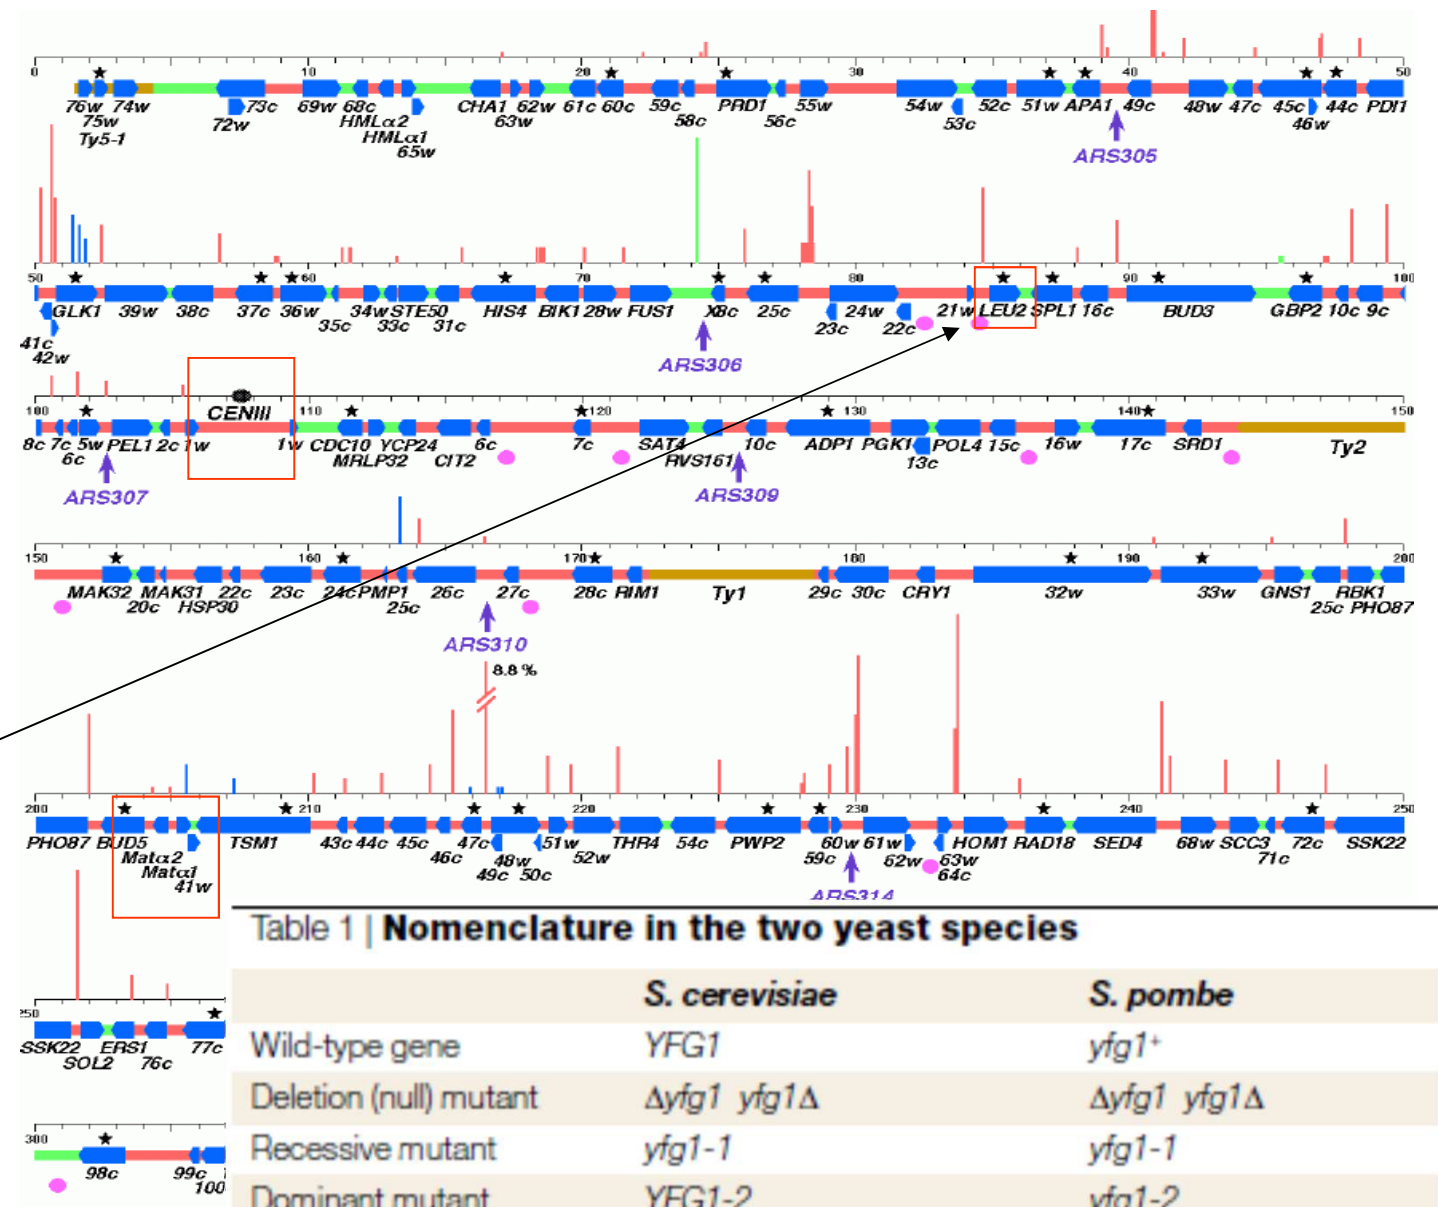 0 10 20 30 40 50
76w 74w 73c 69w 68c CHA1 62w 61c 60c 59c PRD1 55w 54w 52c 51w APA1 49c 48w 47c 45c 44c PDI1
75w 72w HMLα2 63w 58c 56c 53c 46w
Ty5-1 HMLα1
65w
ARS305
50 60 70 80 90 100
GLK1 39w 38c 37c 36w 34w STE50 HIS4 BIK1 28w FUS1 25c 24w 21w LEU2 SPL1 16c BUD3 GBP2 10c 9c
41c 35c 33c 31c 23c 22c
42w
ARS306
CENIII
100 110 120 130 140 150
8c 7c 5w PEL1 2c 1w 1w CDC10 YCP24 6c 7c SAT4 10c ADP1 PGK1 POL4 15c 16w 17c SRD1 Ty2
6c MRLP32 CIT2 RVS161 13c
ARS307 ARS309
150 160 170 180 190 200
MAK32 MAK31 22c 23c 24c PMP1 26c 27c 28c RIM1 Ty1 29c 30c CRY1 32w 33w GNS1 RBK1
20c HSP30 25c 25c PHO87
ARS310
8.8 %
200 210 220 230 240 250
PHO87 BUD5 TSM1 43c 44c 45c 47c 51w THR4 54c PWP2 60w 61w HOM1 RAD18 SED4 68w SCC3 72c SSK22
Matα2 46c 48w 52w 59c 62w 63w 71c
Matα1 49c 50c 64c
41w
ARS314
250
SSK22 ERS1 77c
SOL2 76c
300
98c 99c
100
Table 1 | Nomenclature in the two yeast species
S. cerevisiae S. pombe
Wild-type gene YFG1 yfg1⁺
Deletion (null) mutant Δyfg1 yfg1Δ Δyfg1 yfg1Δ
Recessive mutant yfg1-1 yfg1-1
Dominant mutant YFG1-2 yfg1-2